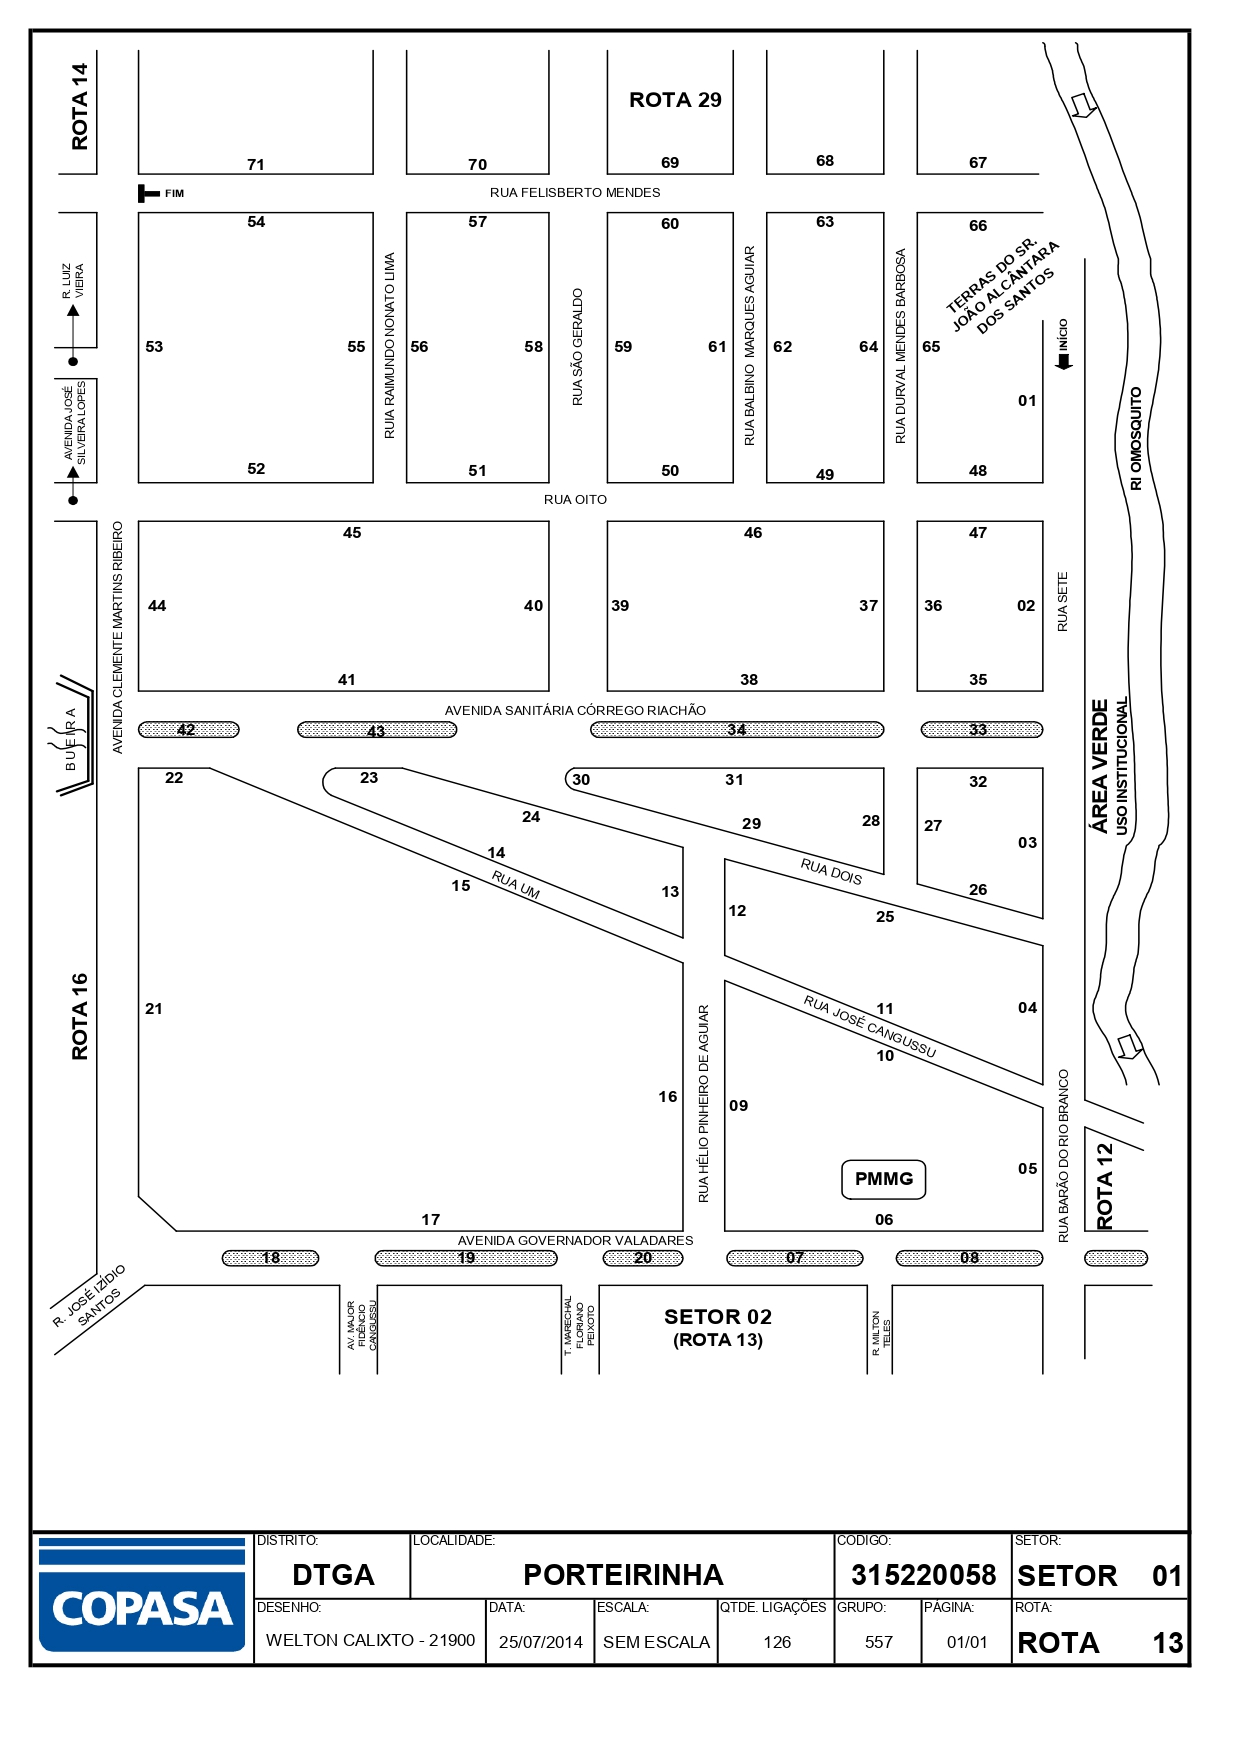 ROTA 14
ROTA 29
71
70
69
68
67
FIM
RUA FELISBERTO MENDES
54
57
60
63
66
TERRAS DO SR.
JOÃO ALCÂNTARA
DOS SANTOS
R. LUIZ
VIEIRA
53
55
RUIA RAIMUNDO NONATO LIMA
56
58
RUA SÃO GERALDO
59
61
RUA BALBINO MARQUES AGUIAR
62
64
RUA DURVAL MENDES BARBOSA
65
INÍCIO
01
RI OMOSQUITO
AVENIDA JOSÉ
SILVEIRA LOPES
52
51
50
49
48
RUA OITO
45
46
47
AVENIDA CLEMENTE MARTINS RIBEIRO
44
40
39
37
36
02
RUA SETE
41
38
35
AVENIDA SANITÁRIA CÓRREGO RIACHÃO
BUEIRA
42
43
34
33
ÁREA VERDE
USO INSTITUCIONAL
22
23
30
31
32
24
29
28
27
03
14
15
RUA UM
13
RUA DOIS
12
25
26
ROTA 16
21
11
04
RUA JOSÉ CANGUSSU
10
16
RUA HÉLIO PINHEIRO DE AGUIAR
09
05
PMMG
RUA BARÃO DO RIO BRANCO
ROTA 12
17
06
AVENIDA GOVERNADOR VALADARES
18
19
20
07
08
R. JOSÉ IZÍDIO
SANTOS
AV. MAJOR
FIDÊNCIO
CANGUSSU
T. MARECHAL
FLORIANO
PEIXOTO
SETOR 02
(ROTA 13)
R. MILTON
TELES
COPASA
DISTRITO:
DTGA
LOCALIDADE:
PORTEIRINHA
CODIGO:
315220058
SETOR:
SETOR 01
DESENHO:
WELTON CALIXTO - 21900
DATA:
25/07/2014
ESCALA:
SEM ESCALA
QTDE. LIGAÇÕES
126
GRUPO:
557
PÁGINA:
01/01
ROTA:
ROTA 13